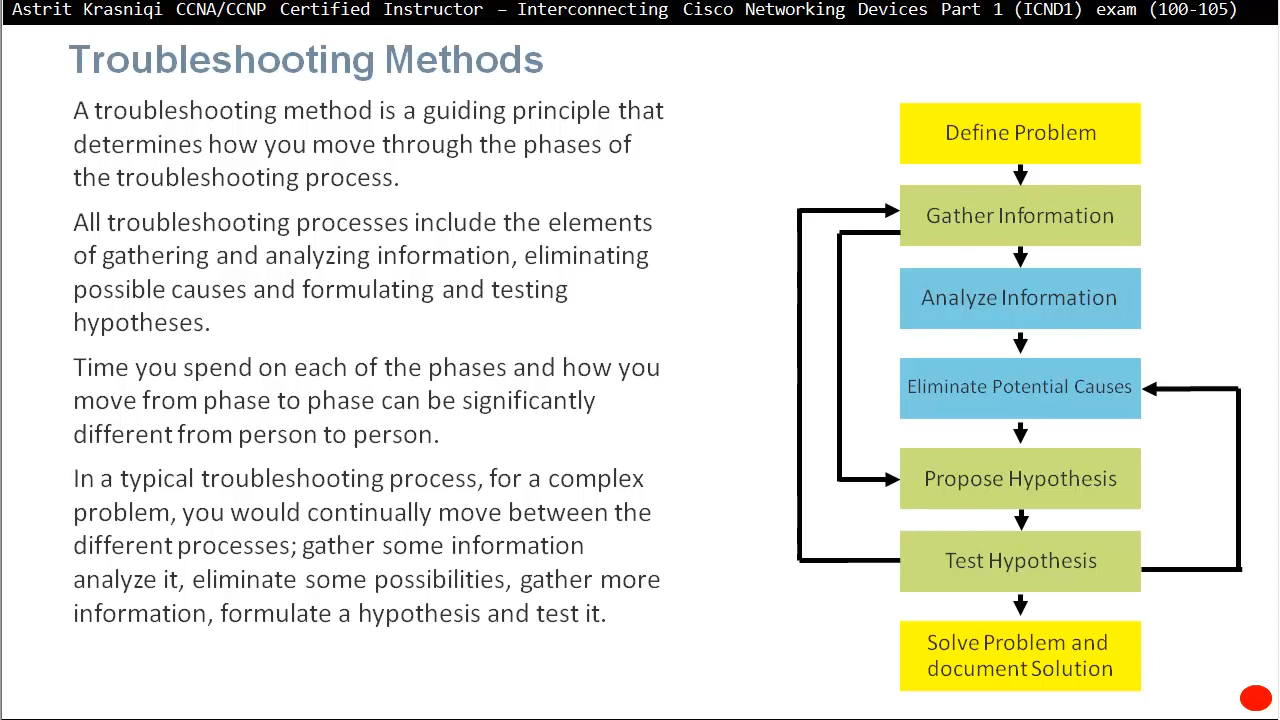 Astrit Krasniqi CCNA/CCNP Certified Instructor – Interconnecting Cisco Networking Devices Part 1 (ICND1) exam (100-105)
Troubleshooting Methods
A troubleshooting method is a guiding principle that
determines how you move through the phases of
the troubleshooting process.
All troubleshooting processes include the elements
of gathering and analyzing information, eliminating
possible causes and formulating and testing
hypotheses.
Time you spend on each of the phases and how you
move from phase to phase can be significantly
different from person to person.
In a typical troubleshooting process, for a complex
problem, you would continually move between the
different processes; gather some information
analyze it, eliminate some possibilities, gather more
information, formulate a hypothesis and test it.
Define Problem
Gather Information
Analyze Information
Eliminate Potential Causes
Propose Hypothesis
Test Hypothesis
Solve Problem and
document Solution